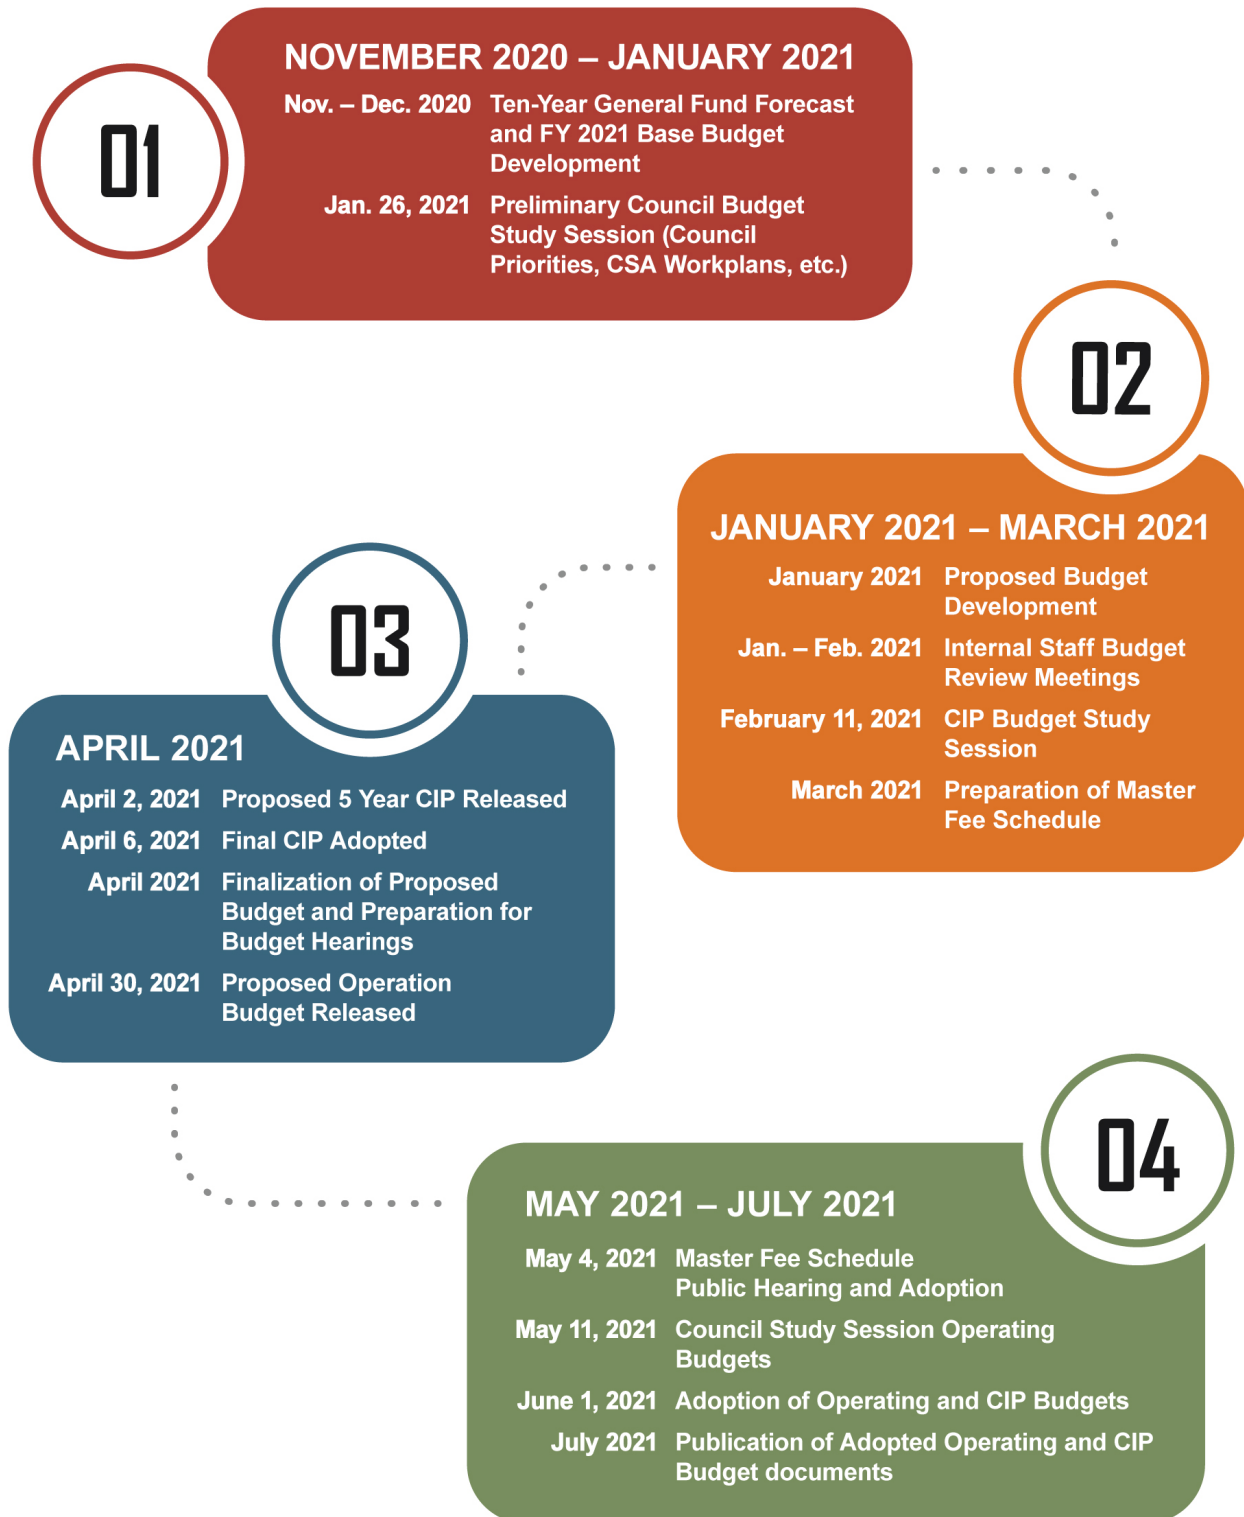 01
NOVEMBER 2020 – JANUARY 2021
Nov. – Dec. 2020 Ten-Year General Fund Forecast
and FY 2021 Base Budget
Development
Jan. 26, 2021 Preliminary Council Budget
Study Session (Council
Priorities, CSA Workplans, etc.)
02
JANUARY 2021 – MARCH 2021
January 2021 Proposed Budget
Development
Jan. – Feb. 2021 Internal Staff Budget
Review Meetings
February 11, 2021 CIP Budget Study
Session
March 2021 Preparation of Master
Fee Schedule
03
APRIL 2021
April 2, 2021 Proposed 5 Year CIP Released
April 6, 2021 Final CIP Adopted
April 2021 Finalization of Proposed
Budget and Preparation for
Budget Hearings
April 30, 2021 Proposed Operation
Budget Released
04
MAY 2021 – JULY 2021
May 4, 2021 Master Fee Schedule
Public Hearing and Adoption
May 11, 2021 Council Study Session Operating
Budgets
June 1, 2021 Adoption of Operating and CIP Budgets
July 2021 Publication of Adopted Operating and CIP
Budget documents